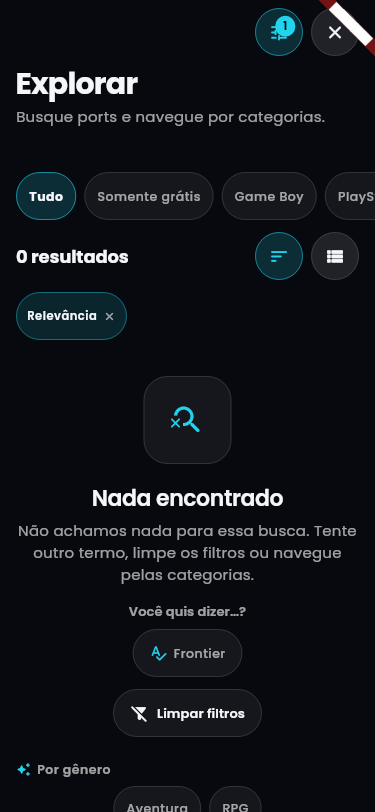 1
Explorar
Busque ports e navegue por categorias.
Tudo
Somente grátis
Game Boy
PlayS
0 resultados
Relevância
Nada encontrado
Não achamos nada para essa busca. Tente
outro termo, limpe os filtros ou navegue
pelas categorias.
Você quis dizer...?
Frontier
Limpar filtros
Por gênero
Aventura
RPG